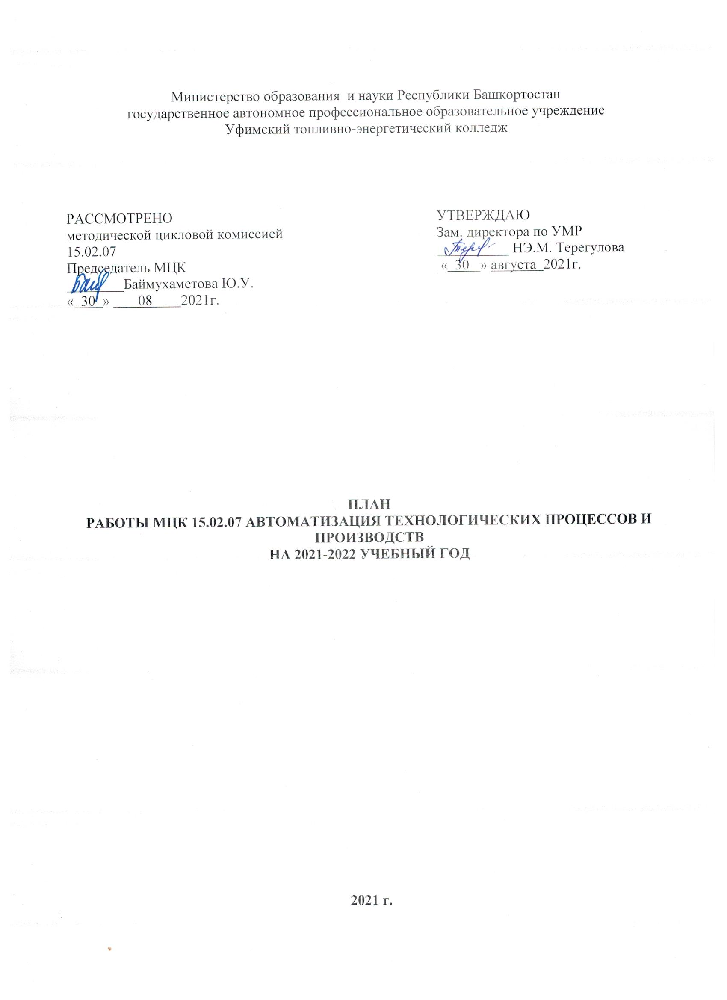 Министерство образования и науки Республики Башкортостан
государственное автономное профессиональное образовательное учреждение
Уфимский топливно-энергетический колледж
РАССМОТРЕНО
методической цикловой комиссией
15.02.07
Председатель МЦК
_________Баймухаметова Ю.У.
«_30_» ____08____2021г.
УТВЕРЖДАЮ
Зам. директора по УМР
__________ НЭ.М. Терегулова
«_30_» августа_2021г.
ПЛАН
РАБОТЫ МЦК 15.02.07 АВТОМАТИЗАЦИЯ ТЕХНОЛОГИЧЕСКИХ ПРОЦЕССОВ И
ПРОИЗВОДСТВ
НА 2021-2022 УЧЕБНЫЙ ГОД
2021 г.